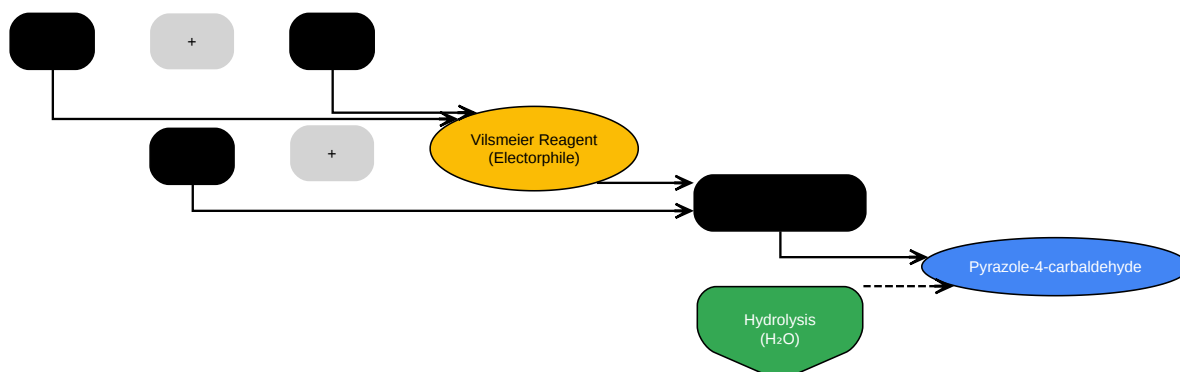 +
+
Vilsmeier Reagent
(Electorphile)
Pyrazole-4-carbaldehyde
Hydrolysis
(H₂O)